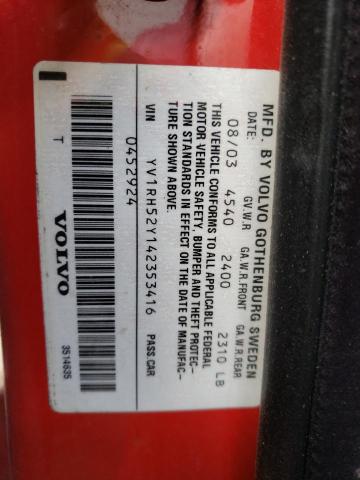 MFD. BY VOLVO GOTHENBURG SWEDEN
DATE: GV.W.R GA.W.R.FRONT GA.W.R.REAR
08/03 4540 2400 2310 LB
THIS VEHICLE CONFORMS TO ALL APPLICABLE FEDERAL
MOTOR-VEHICLE SAFETY, BUMPER AND THEFT PROTEC-
TION STANDARDS IN EFFECT ON THE DATE OF MANUFAC-
TURE SHOWN ABOVE.
VIN YV1RH52Y142353416 PASS.CAR
0452924
T VOLVO 3514635